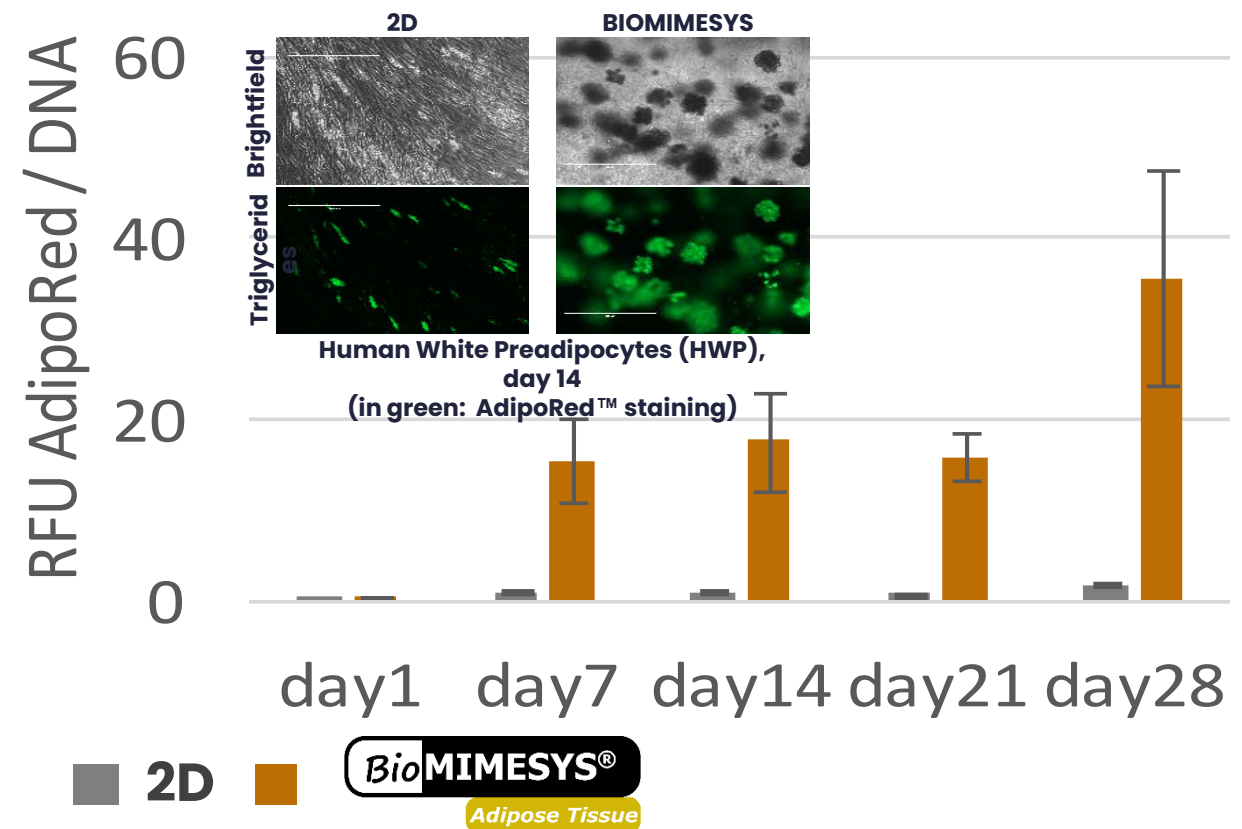 2D
BIOMIMESYS
Brightfield
Triglycerid
es
Human White Preadipocytes (HWP),
day 14
(in green: AdipoRed™ staining)
RFU AdipoRed / DNA
60
40
20
0
day1 day7 day14 day21 day28
2D
BioMIMESYS®
Adipose Tissue